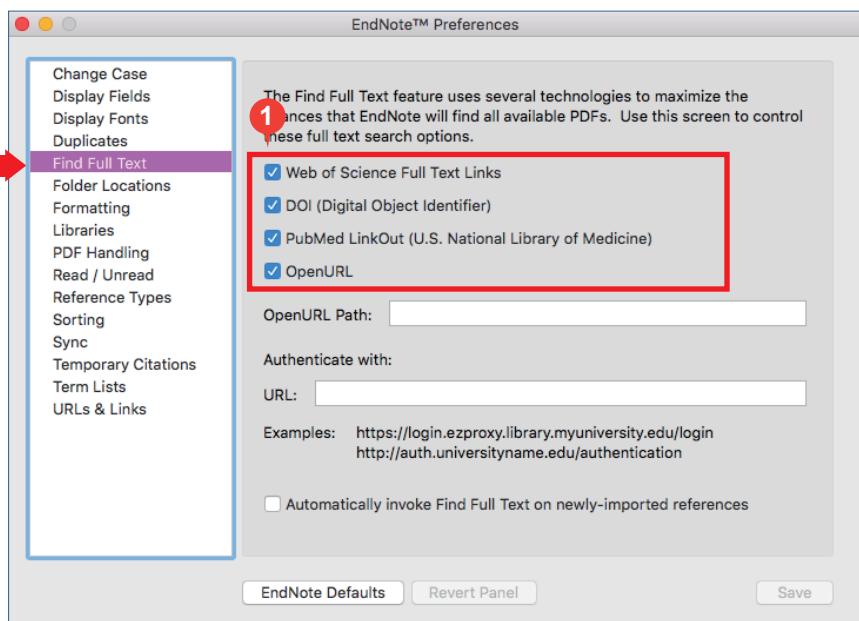 EndNote™ Preferences
Change Case
Display Fields
Display Fonts
Duplicates
Find Full Text
Folder Locations
Formatting
Libraries
PDF Handling
Read / Unread
Reference Types
Sorting
Sync
Temporary Citations
Term Lists
URLs & Links
The Find Full Text feature uses several technologies to maximize the
1
that EndNote will find all available PDFs. Use this screen to control
these full text search options.
Web of Science Full Text Links
DOI (Digital Object Identifier)
PubMed LinkOut (U.S. National Library of Medicine)
OpenURL
OpenURL Path:
Authenticate with:
URL:
Examples: https://login.ezproxy.library.myuniversity.edu/login
http://auth.universityname.edu/authentication
Automatically invoke Find Full Text on newly-imported references
EndNote Defaults
Revert Panel
Save